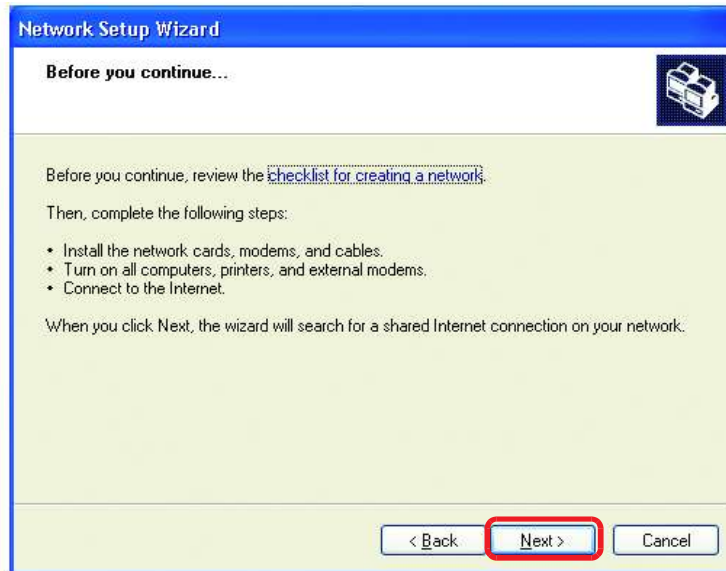 Network Setup Wizard
Before you continue...
Before you continue, review the checklist for creating a network.
Then, complete the following steps:
• Install the network cards, modems, and cables.
• Turn on all computers, printers, and external modems.
• Connect to the Internet.
When you click Next, the wizard will search for a shared Internet connection on your network.
< Back
Next >
Cancel